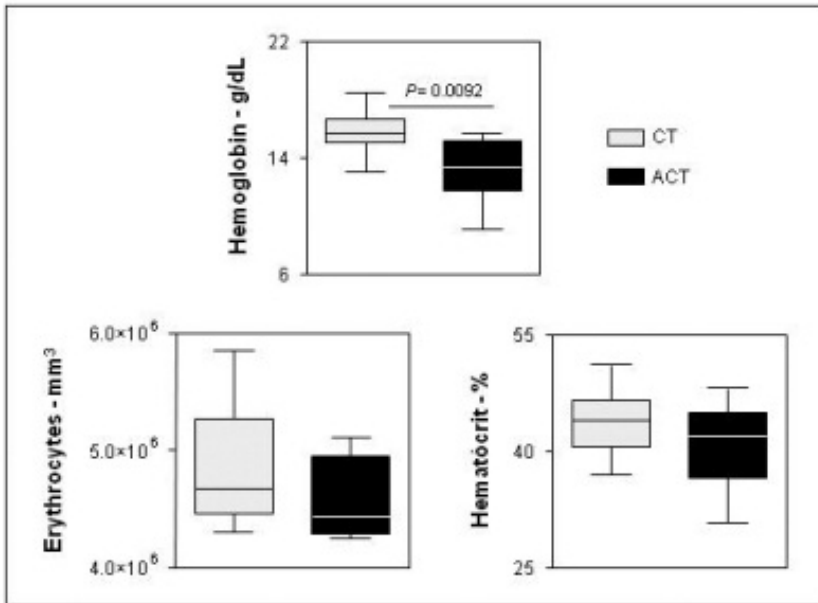 22
Hemoglobin - g/dL
P= 0.0092
14
6
CT
ACT
6.0×10⁶
Erythrocytes - mm³
5.0×10⁶
4.0×10⁶
55
Hematócrit - %
40
25